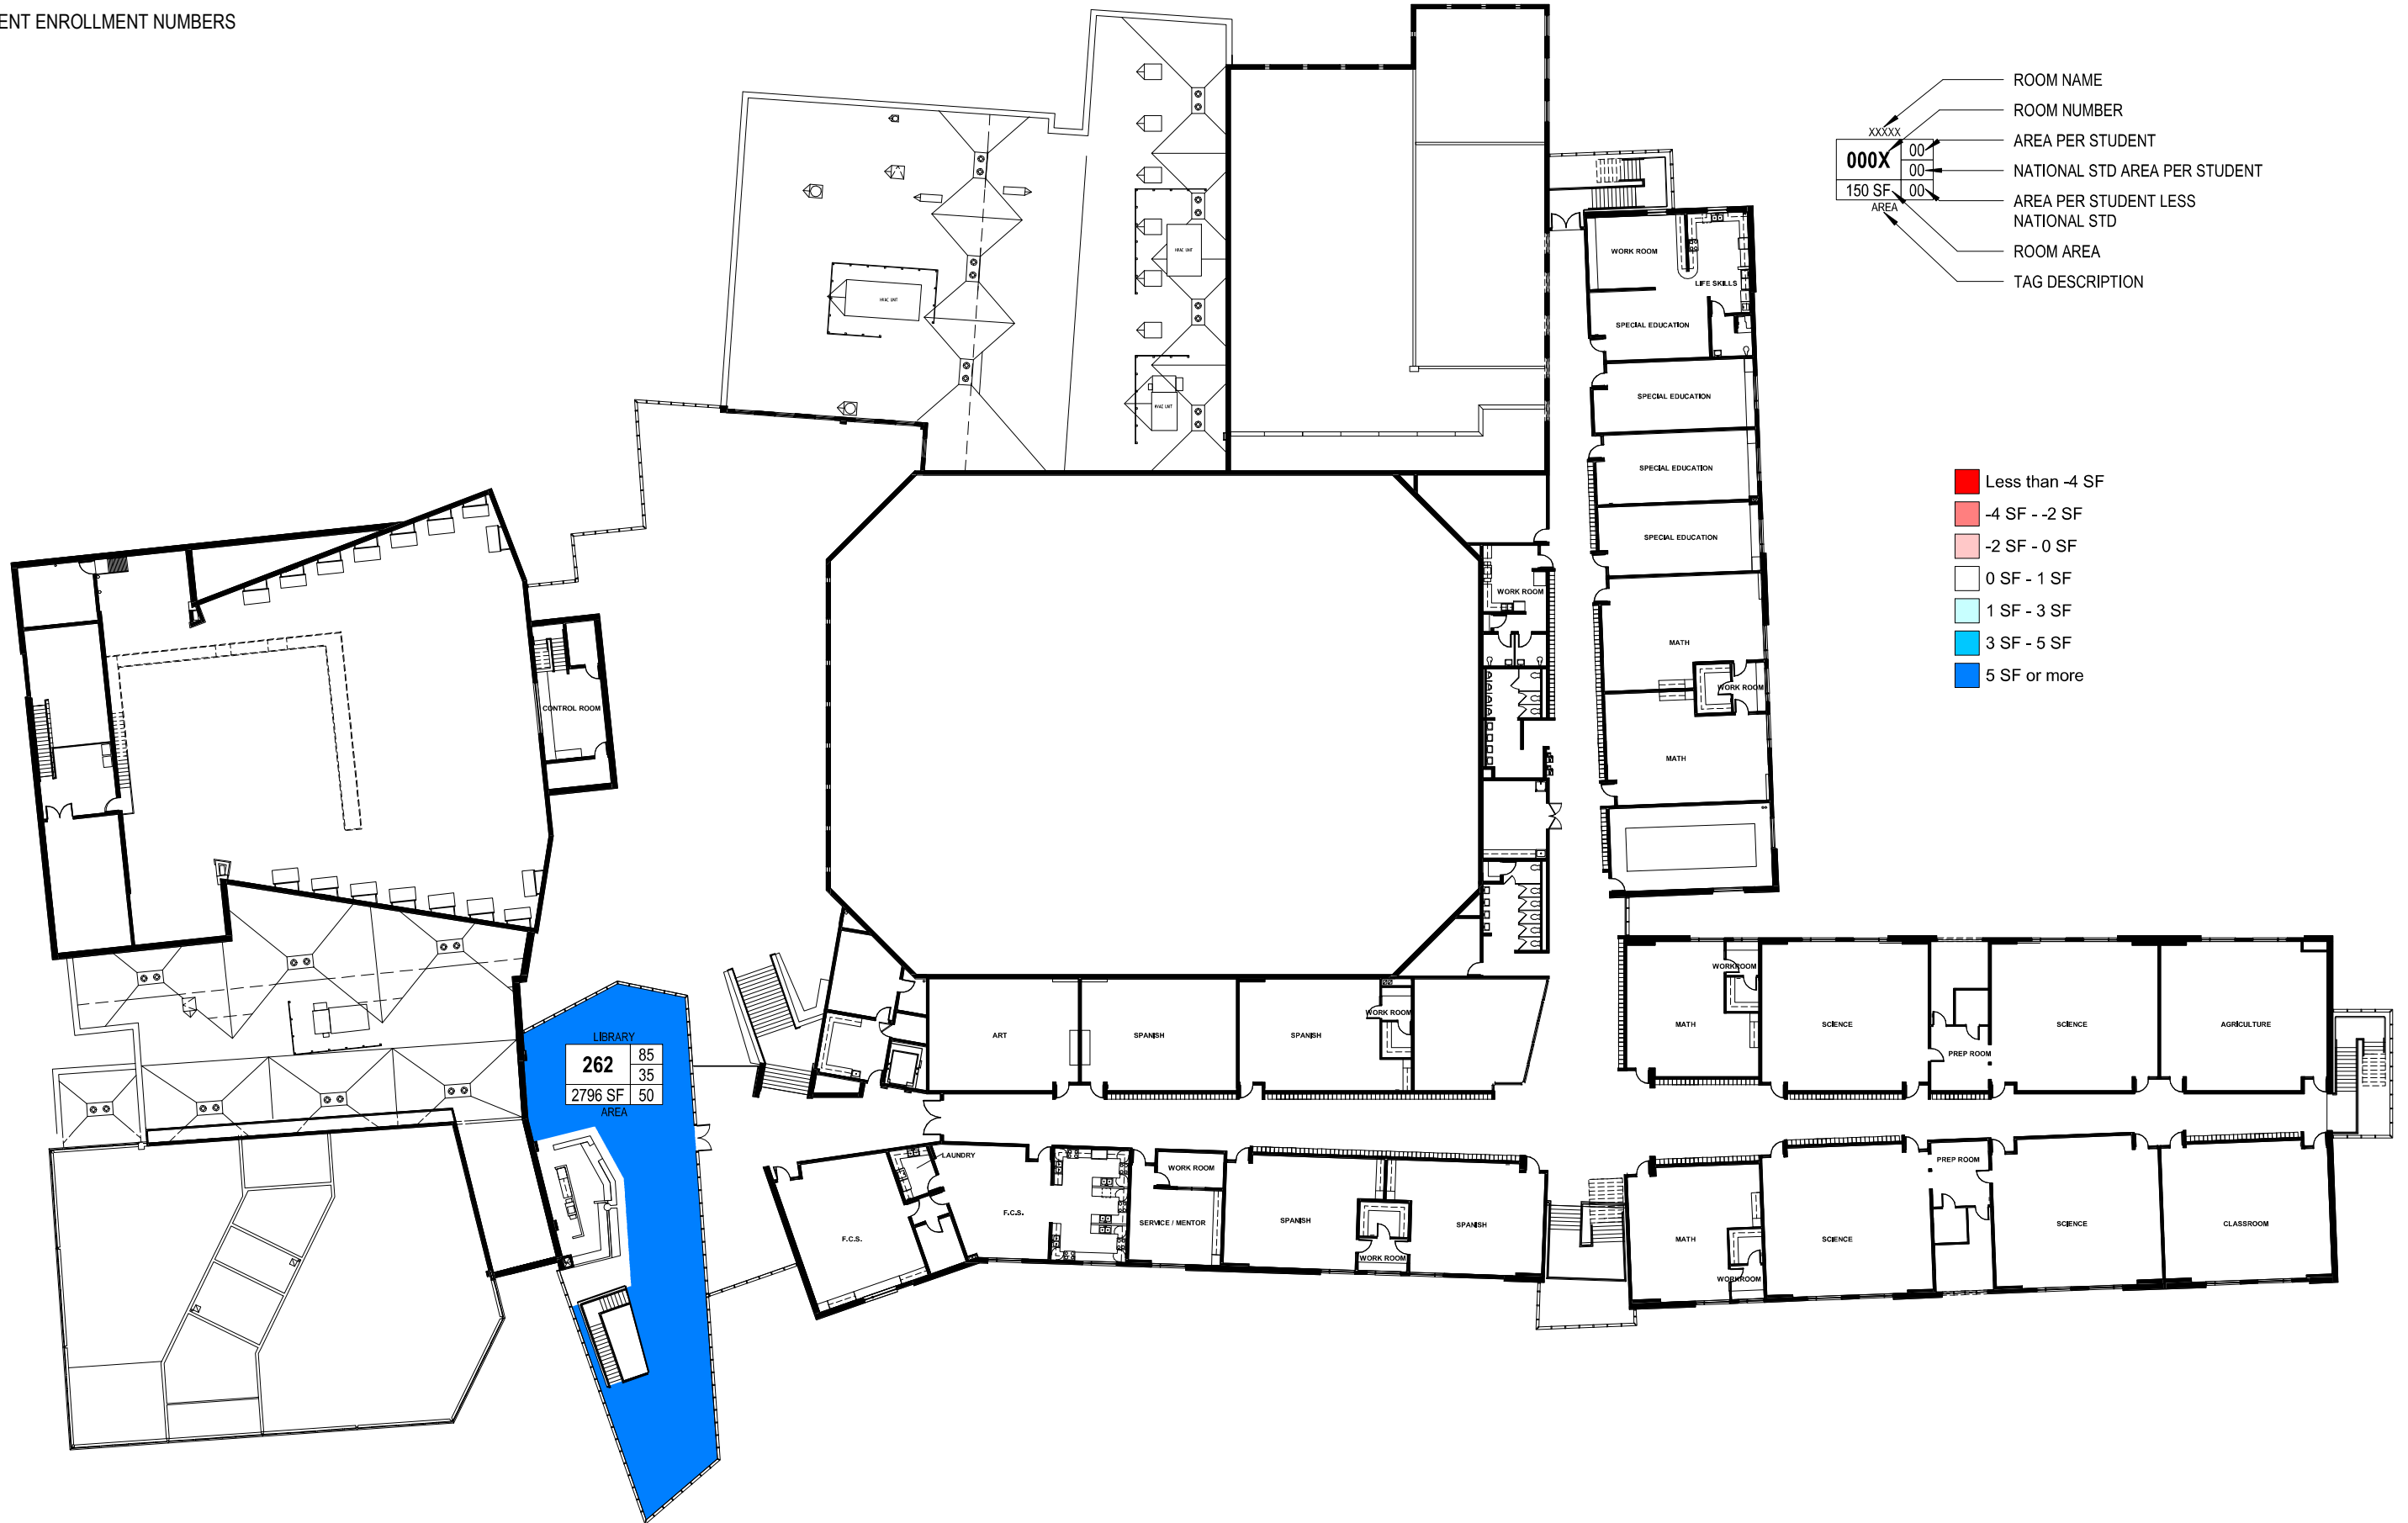 ENT ENROLLMENT NUMBERS
ROOM NAME
ROOM NUMBER
XXXXX
AREA PER STUDENT
000X 00
00
NATIONAL STD AREA PER STUDENT
150 SF 00
AREA PER STUDENT LESS
NATIONAL STD
AREA
ROOM AREA
TAG DESCRIPTION
HVAC UNIT
HVAC UNIT
HVAC UNIT
WORK ROOM
LIFE SKILLS
SPECIAL EDUCATION
SPECIAL EDUCATION
SPECIAL EDUCATION
SPECIAL EDUCATION
Less than -4 SF
-4 SF - -2 SF
-2 SF - 0 SF
0 SF - 1 SF
1 SF - 3 SF
3 SF - 5 SF
5 SF or more
WORK ROOM
MATH
WORK ROOM
CONTROL ROOM
MATH
LIBRARY
262 85
35
2796 SF 50
AREA
ART
SPANISH
SPANISH
WORK ROOM
WORKROOM
MATH
SCIENCE
PREP ROOM
SCIENCE
AGRICULTURE
LAUNDRY
F.C.S.
F.C.S.
WORK ROOM
SERVICE / MENTOR
SPANISH
WORK ROOM
SPANISH
MATH
WORKROOM
SCIENCE
PREP ROOM
SCIENCE
CLASSROOM